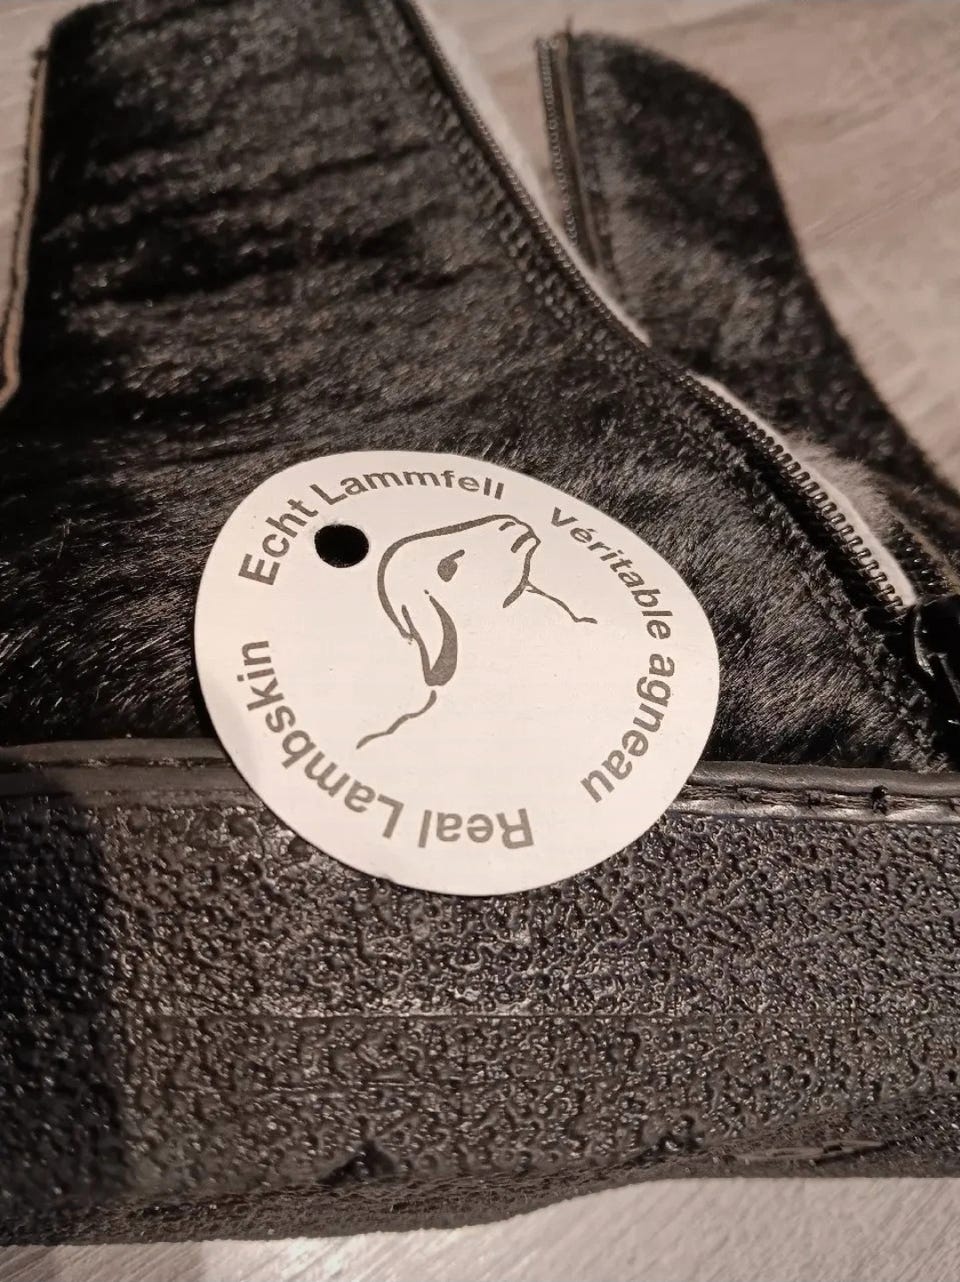 Echt Lammfell
véritable agneau
Real Lambskin